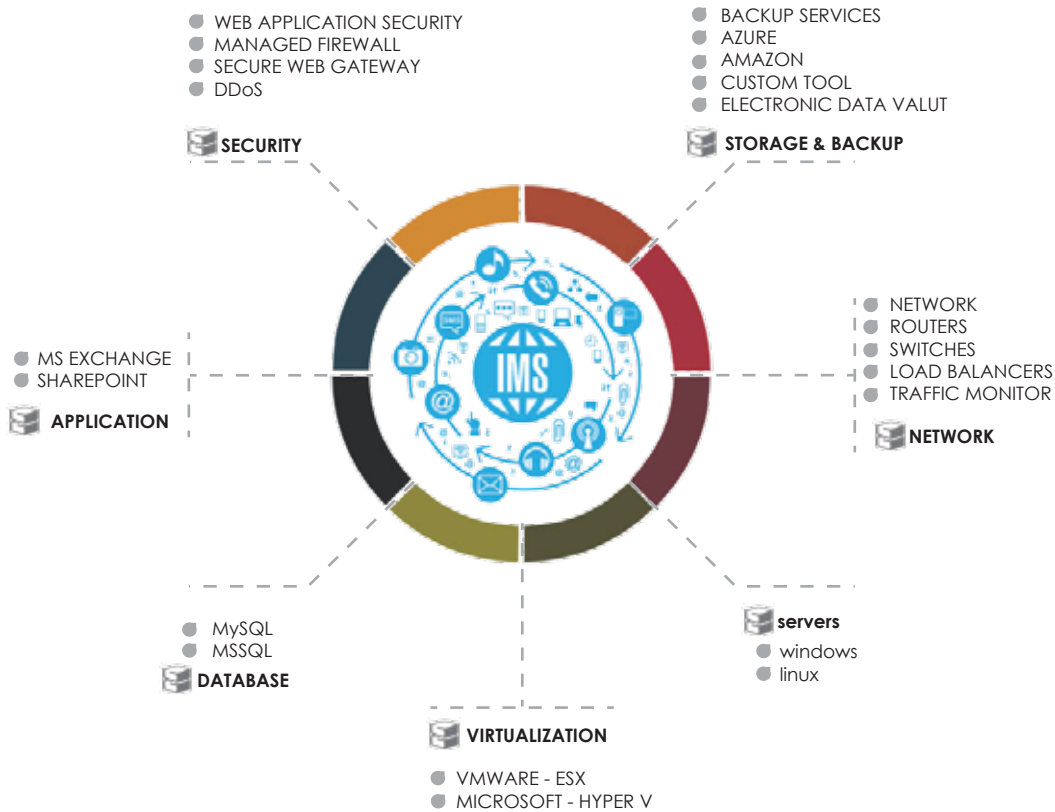 WEB APPLICATION SECURITY
MANAGED FIREWALL
SECURE WEB GATEWAY
DDoS
SECURITY
BACKUP SERVICES
AZURE
AMAZON
CUSTOM TOOL
ELECTRONIC DATA VALUT
STORAGE & BACKUP
MS EXCHANGE
SHAREPOINT
APPLICATION
SMS
@
IMS
@
NETWORK
ROUTERS
SWITCHES
LOAD BALANCERS
TRAFFIC MONITOR
NETWORK
MySQL
MSSQL
DATABASE
servers
windows
linux
VIRTUALIZATION
VMWARE - ESX
MICROSOFT - HYPER V